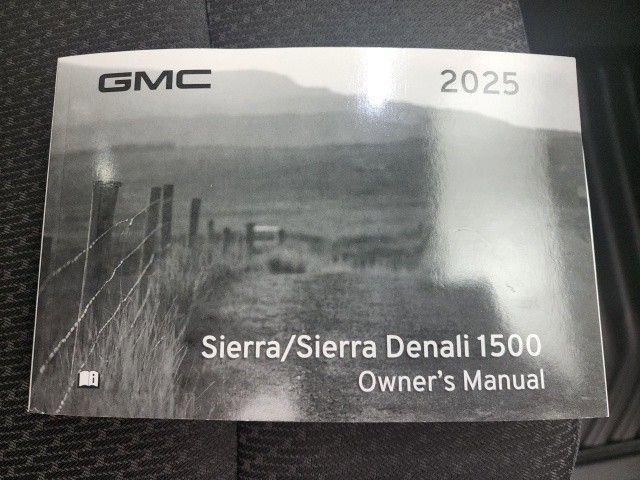 GMC 2025
Sierra/Sierra Denali 1500
Owner's Manual